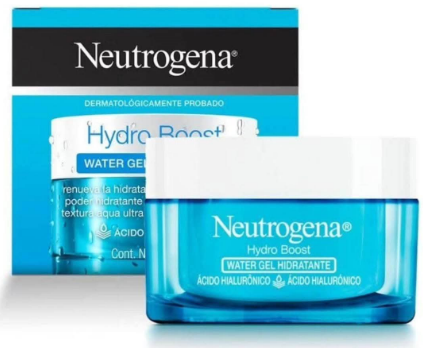 Neutrogena®
DERMATOLÓGICAMENTE PROBADO
Hydro Boost
WATER GEL
renueva la hidrata
poder hidratante
textura aqua ultra
ÁCIDO
Cont. N
Neutrogena®
Hydro Boost
WATER GEL HIDRATANTE
ÁCIDO HIALURÓNICO ÁCIDO HIALURÓNICO